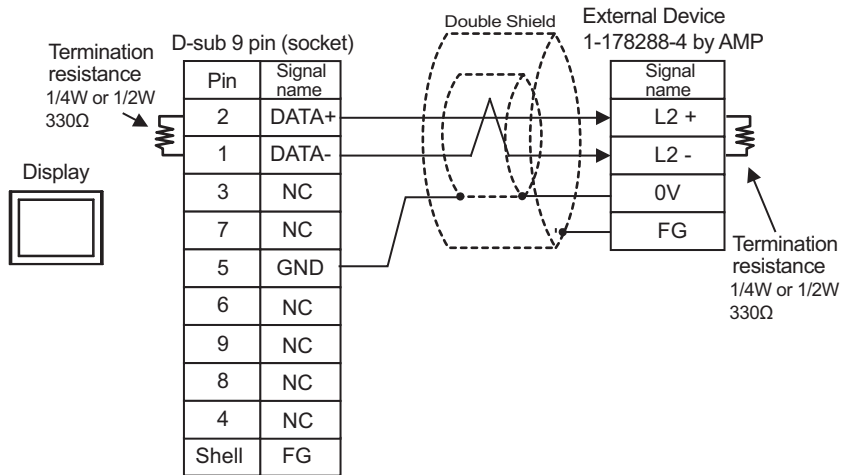 Double Shield
External Device
1-178288-4 by AMP
D-sub 9 pin (socket)
Termination
resistance
1/4W or 1/2W
330Ω
Display
Pin Signal name
2 DATA+
1 DATA-
3 NC
7 NC
5 GND
6 NC
9 NC
8 NC
4 NC
Shell FG
Signal name
L2 +
L2 -
0V
FG
Termination
resistance
1/4W or 1/2W
330Ω